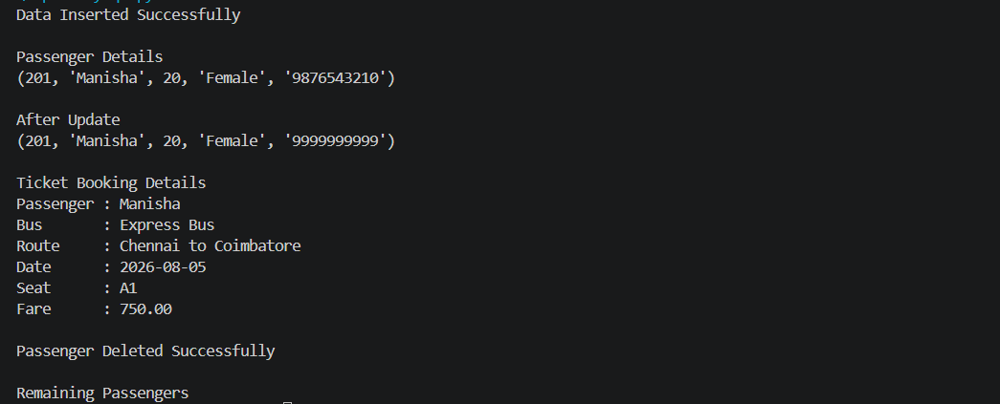 Data Inserted Successfully
Passenger Details
(201, 'Manisha', 20, 'Female', '9876543210')
After Update
(201, 'Manisha', 20, 'Female', '9999999999')
Ticket Booking Details
Passenger : Manisha
Bus       : Express Bus
Route     : Chennai to Coimbatore
Date      : 2026-08-05
Seat      : A1
Fare      : 750.00
Passenger Deleted Successfully
Remaining Passengers